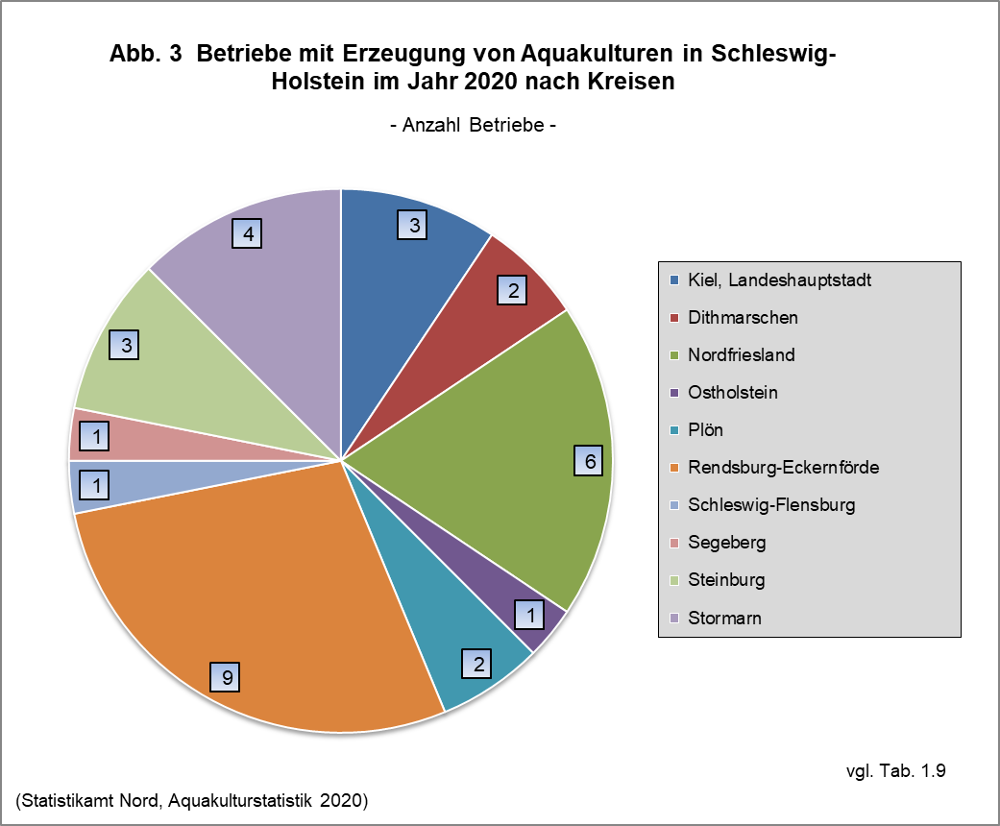 Abb. 3  Betriebe mit Erzeugung von Aquakulturen in Schleswig-
Holstein im Jahr 2020 nach Kreisen
- Anzahl Betriebe -
3
2
6
1
2
9
1
1
3
4
Kiel, Landeshauptstadt
Dithmarschen
Nordfriesland
Ostholstein
Plön
Rendsburg-Eckernförde
Schleswig-Flensburg
Segeberg
Steinburg
Stormarn
vgl. Tab. 1.9
(Statistikamt Nord, Aquakulturstatistik 2020)